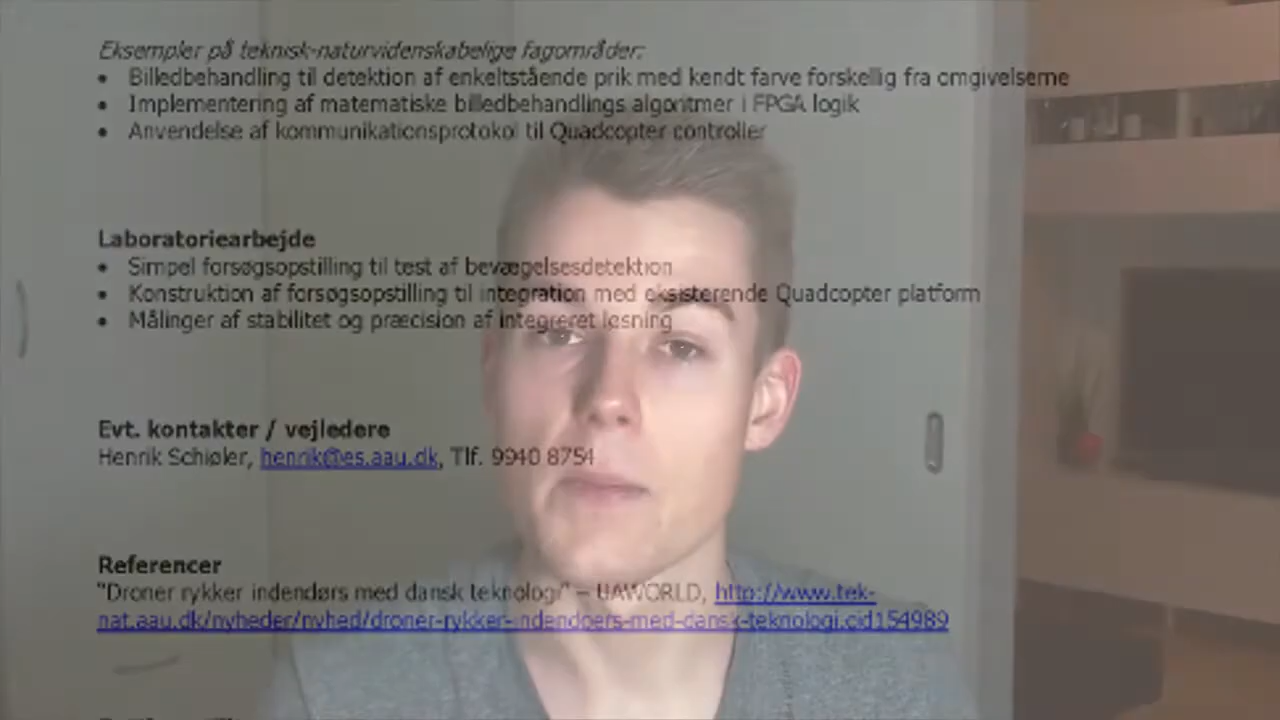 Eksempler på teknisk-naturvidenskabelige fagområder:
• Billedbehandling til detektion af enkeltstående prik med kendt farve forskellig fra omgivelserne
• Implementering af matematiske billedbehandlings algoritmer i FPGA logik
• Anvendelse af kommunikationsprotokol til Quadcopter controller
Laboratoriearbejde
• Simpel forsøgsopstilling til test af bevægelsesdetektion
• Konstruktion af forsøgsopstilling til integration med eksisterende Quadcopter platform
• Målinger af stabilitet og præcision af integreret løsning
Evt. kontakter / vejledere
Henrik Schiøler, henrik@es.aau.dk, Tlf. 9940 8754
Referencer
"Droner rykker indendørs med dansk teknologi" – UAWORLD, http://www.tek-
nat.aau.dk/nyheder/nyhed/droner-rykker-indendoers-med-dansk-teknologi.cid154989